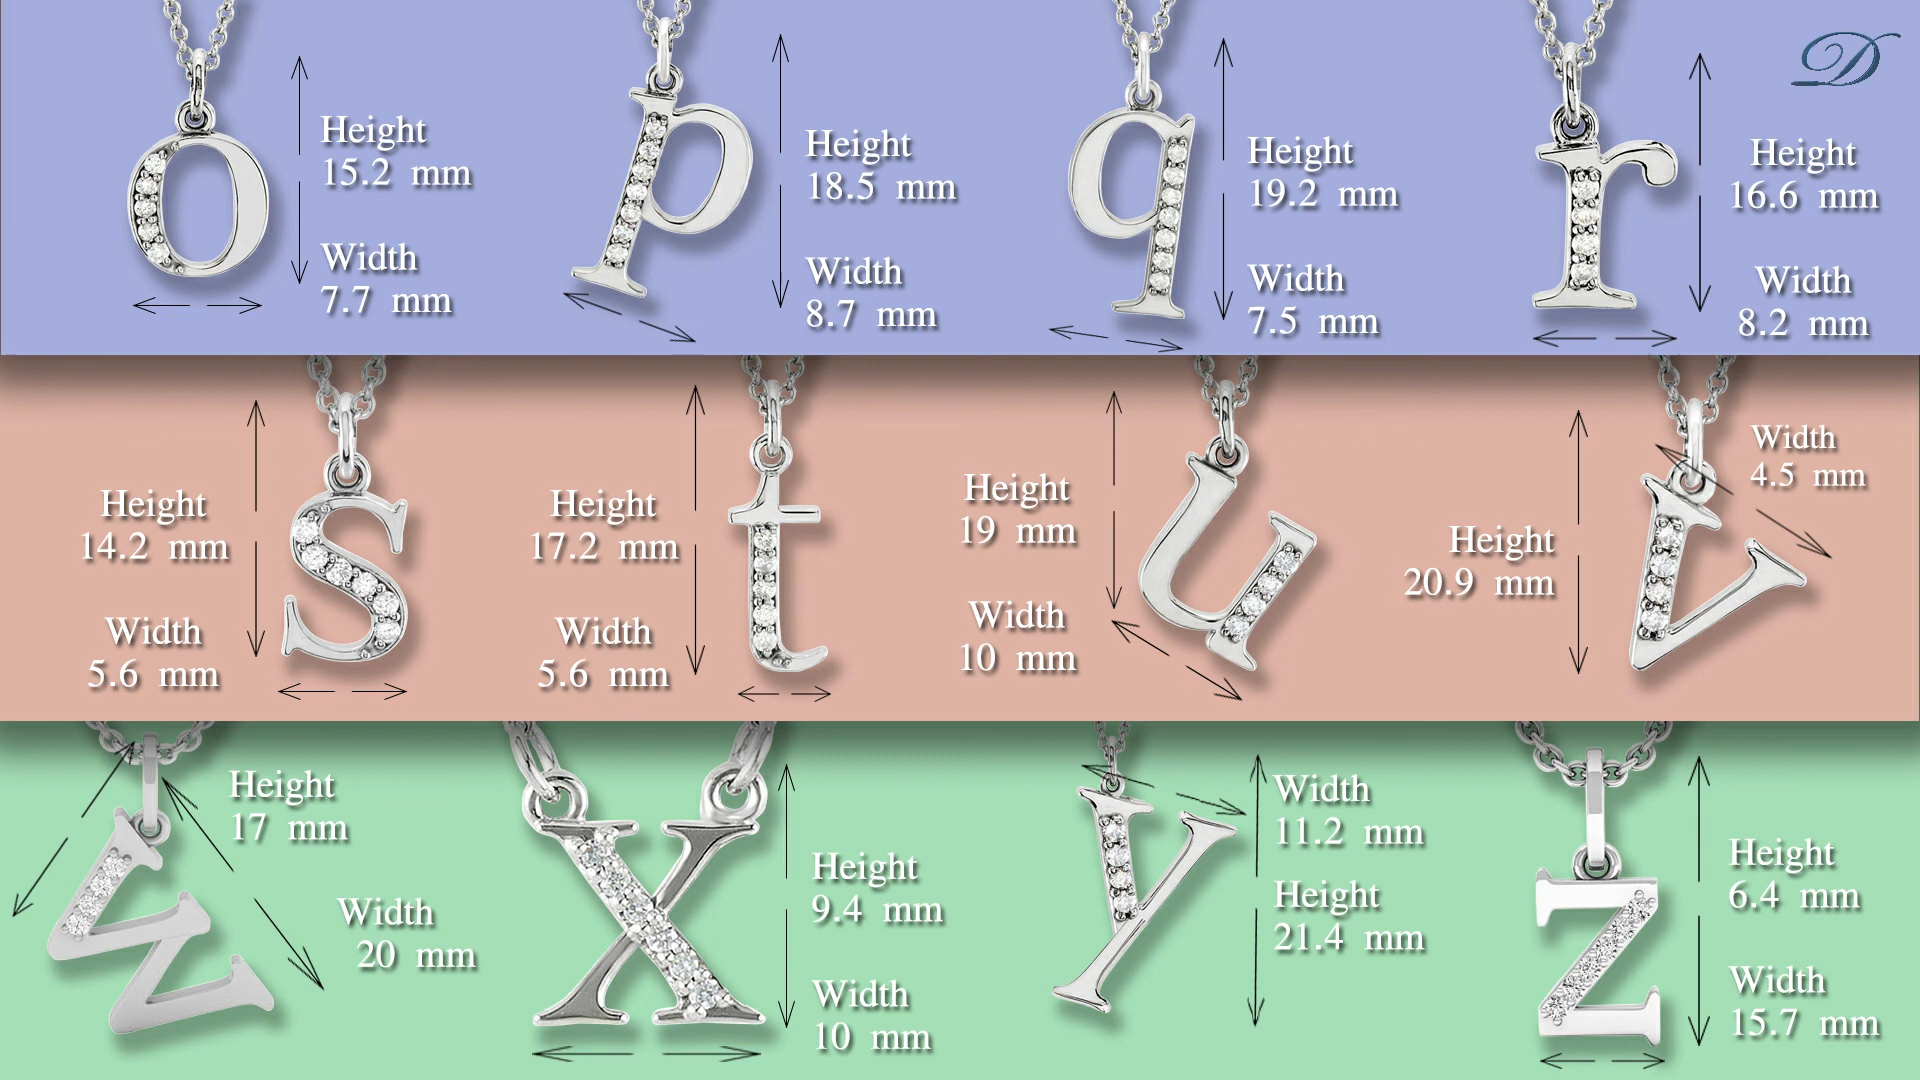 D
o
Height
15.2 mm
Width
7.7 mm
p
Height
18.5 mm
Width
8.7 mm
q
Height
19.2 mm
Width
7.5 mm
r
Height
16.6 mm
Width
8.2 mm
s
Height
14.2 mm
Width
5.6 mm
t
Height
17.2 mm
Width
5.6 mm
u
Height
19 mm
Width
10 mm
v
Width
4.5 mm
Height
20.9 mm
w
Height
17 mm
Width
20 mm
x
Height
9.4 mm
Width
10 mm
y
Width
11.2 mm
Height
21.4 mm
z
Height
6.4 mm
Width
15.7 mm